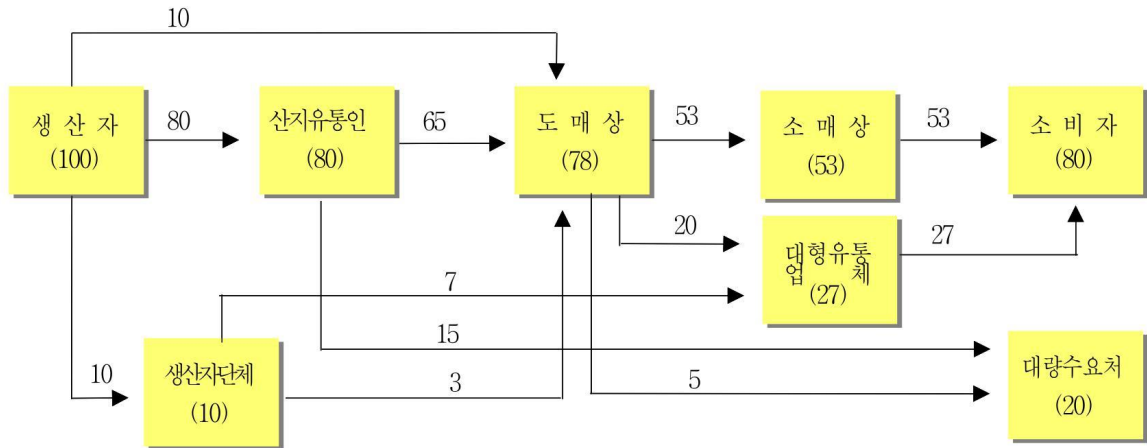 10
생 산 자
(100)
80
산지유통인
(80)
65
도 매 상
(78)
53
소 매 상
(53)
53
소 비 자
(80)
20
대형유통
업 체
(27)
27
7
15
10
생산자단체
(10)
3
5
대량수요처
(20)